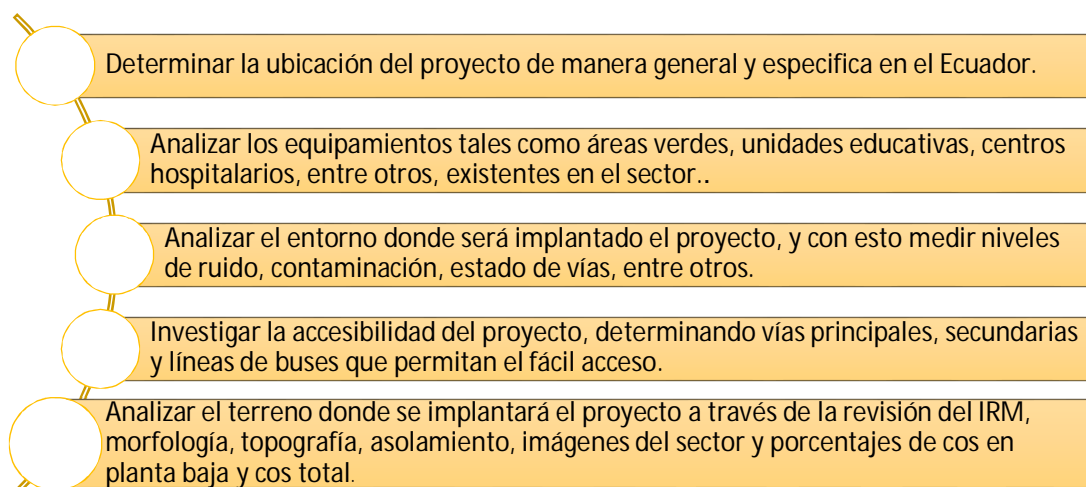 Determinar la ubicación del proyecto de manera general y especifica en el Ecuador.
Analizar los equipamientos tales como áreas verdes, unidades educativas, centros
hospitalarios, entre otros, existentes en el sector..
Analizar el entorno donde será implantado el proyecto, y con esto medir niveles
de ruido, contaminación, estado de vías, entre otros.
Investigar la accesibilidad del proyecto, determinando vías principales, secundarias
y líneas de buses que permitan el fácil acceso.
Analizar el terreno donde se implantará el proyecto a través de la revisión del IRM,
morfología, topografía, asolamiento, imágenes del sector y porcentajes de cos en
planta baja y cos total.